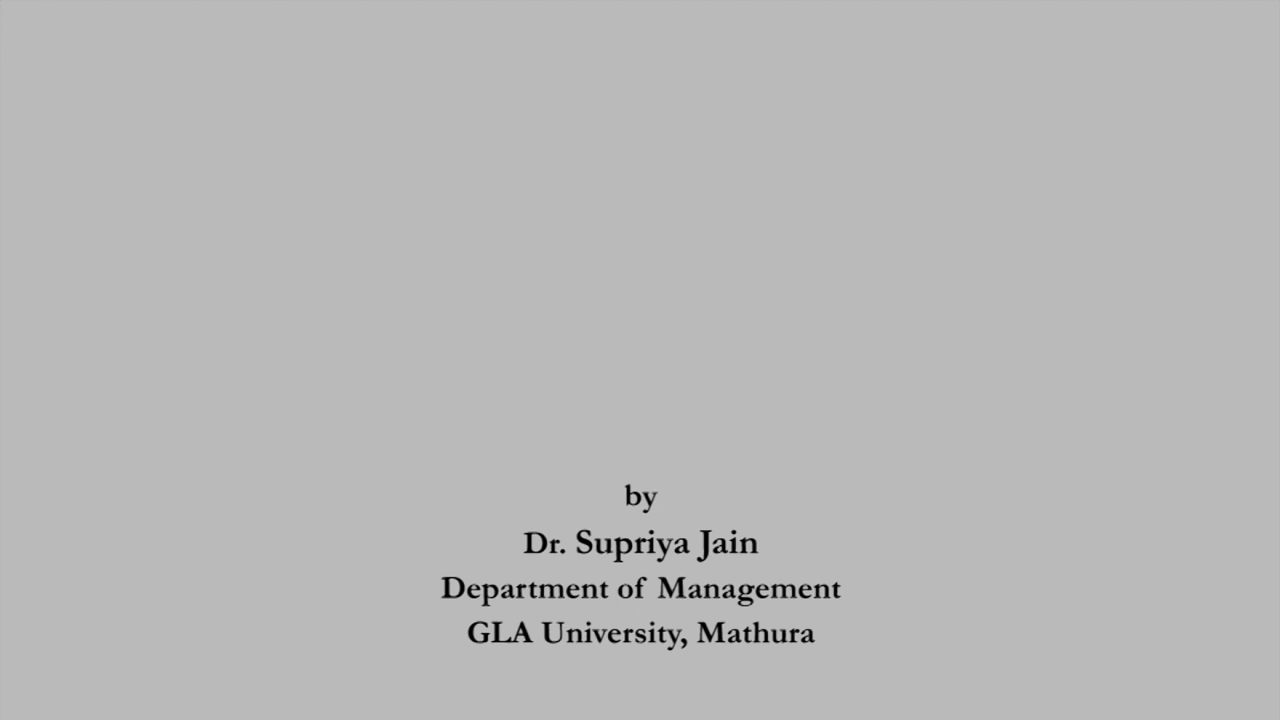 by
Dr. Supriya Jain
Department of Management
GLA University, Mathura